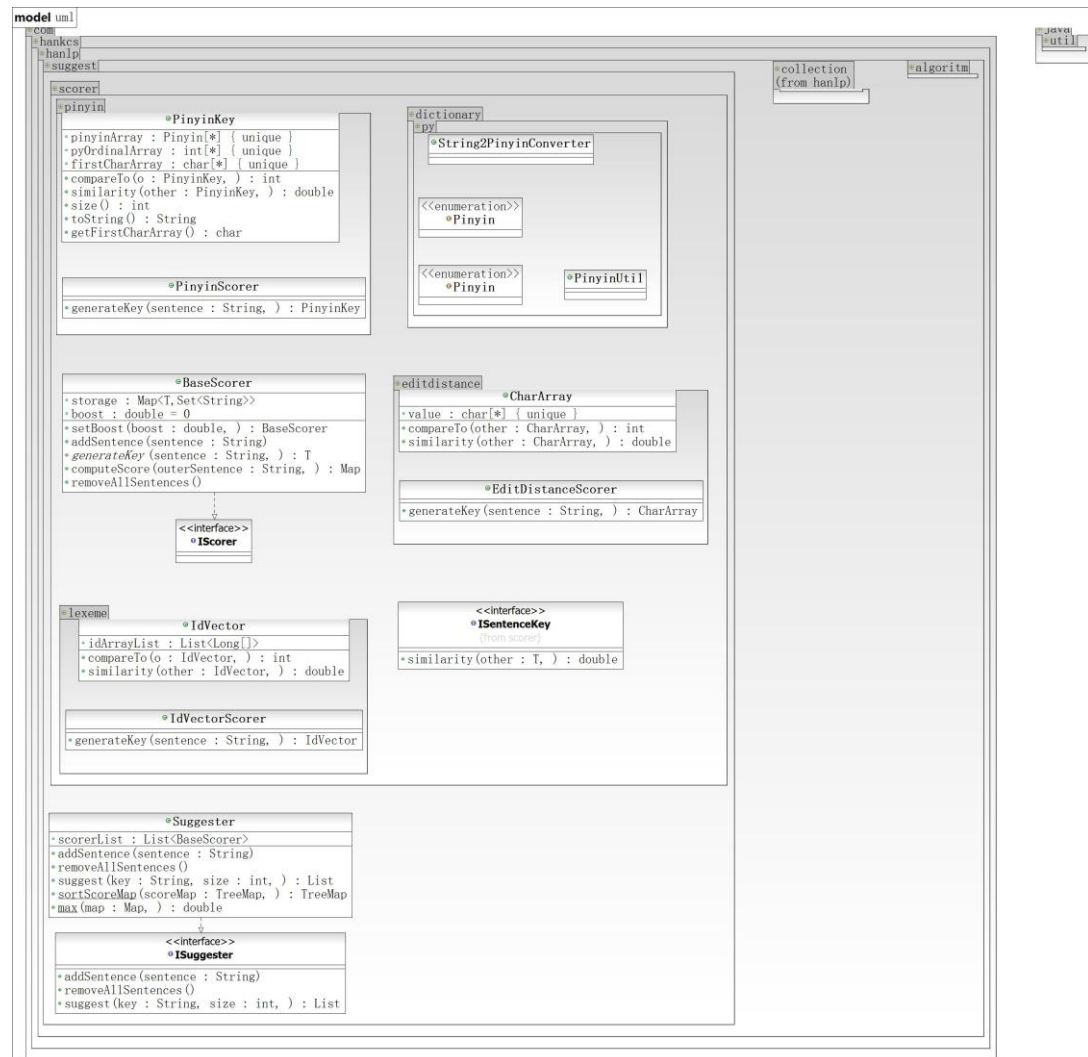 model uml
com
hankcs
hanlp
suggest
scorer
pinyin
PinyinKey
pinyinArray : Pinyin[*] { unique }
pyOrdinalArray : int[*] { unique }
firstCharArray : char[*] { unique }
compareTo(o : PinyinKey, ) : int
similarity(other : PinyinKey, ) : double
size() : int
toString() : String
getFirstCharArray() : char
PinyinScorer
generateKey(sentence : String, ) : PinyinKey
dictionary
py
String2PinyinConverter
<<enumeration>>
Pinyin
<<enumeration>>
Pinyin
PinyinUtil
BaseScorer
storage : Map<T,Set<String>>
boost : double = 0
setBoost(boost : double, ) : BaseScorer
addSentence(sentence : String)
generateKey(sentence : String, ) : T
computeScore(outerSentence : String, ) : Map
removeAllSentences()
<<interface>>
IScorer
editdistance
CharArray
value : char[*] { unique }
compareTo(other : CharArray, ) : int
similarity(other : CharArray, ) : double
EditDistanceScorer
generateKey(sentence : String, ) : CharArray
lexeme
IdVector
idArrayList : List<Long[]>
compareTo(o : IdVector, ) : int
similarity(other : IdVector, ) : double
IdVectorScorer
generateKey(sentence : String, ) : IdVector
<<interface>>
ISentenceKey
(from scorer)
similarity(other : T, ) : double
Suggester
scorerList : List<BaseScorer>
addSentence(sentence : String)
removeAllSentences()
suggest(key : String, size : int, ) : List
sortScoreMap(scoreMap : TreeMap, ) : TreeMap
max(map : Map, ) : double
<<interface>>
ISuggester
addSentence(sentence : String)
removeAllSentences()
suggest(key : String, size : int, ) : List
collection
(from hanlp)
algoritm
java
util